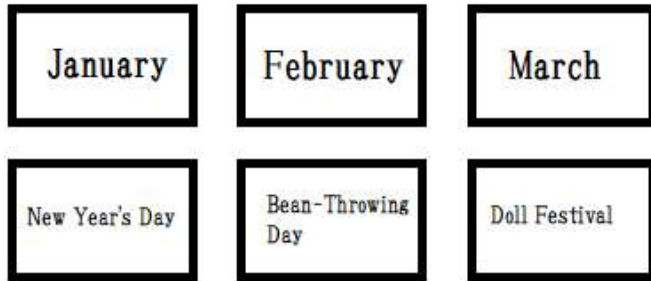 January
February
March
New Year's Day
Bean-Throwing
Day
Doll Festival